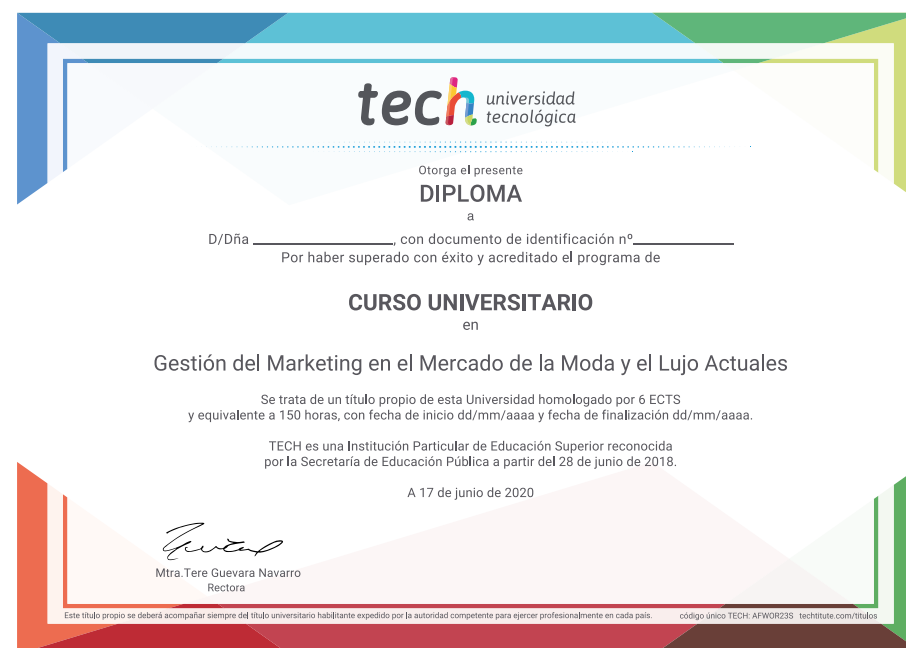 tech universidad
tecnológica
Otorga el presente
DIPLOMA
a
D/Dña ____________________, con documento de identificación nº______________
Por haber superado con éxito y acreditado el programa de
CURSO UNIVERSITARIO
en
Gestión del Marketing en el Mercado de la Moda y el Lujo Actuales
Se trata de un título propio de esta Universidad homologado por 6 ECTS
y equivalente a 150 horas, con fecha de inicio dd/mm/aaaa y fecha de finalización dd/mm/aaaa.
TECH es una Institución Particular de Educación Superior reconocida
por la Secretaría de Educación Pública a partir del 28 de junio de 2018.
A 17 de junio de 2020
Mtra.Tere Guevara Navarro
Rectora
Este título propio se deberá acompañar siempre del título universitario habilitante expedido por la autoridad competente para ejercer profesionalmente en cada país. código único TECH: AFWOR23S techtitute.com/titulos